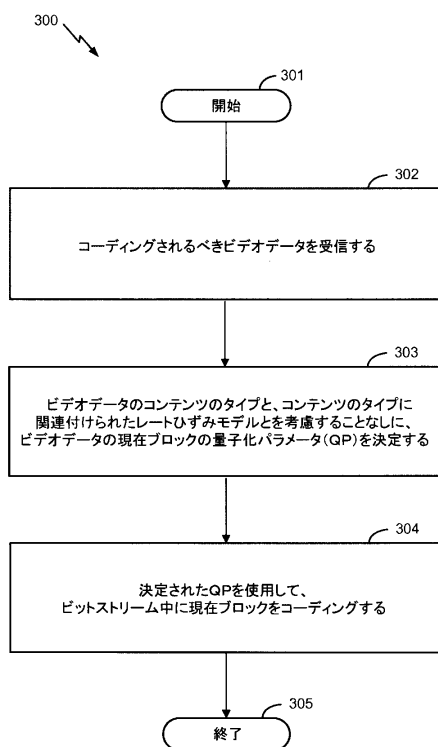 300
301
開始
302
コーディングされるべきビデオデータを受信する
303
ビデオデータのコンテンツのタイプと、コンテンツのタイプに
関連付けられたレートひずみモデルとを考慮することなしに、
ビデオデータの現在ブロックの量子化パラメータ(QP)を決定する
304
決定されたQPを使用して、
ビットストリーム中に現在ブロックをコーディングする
305
終了